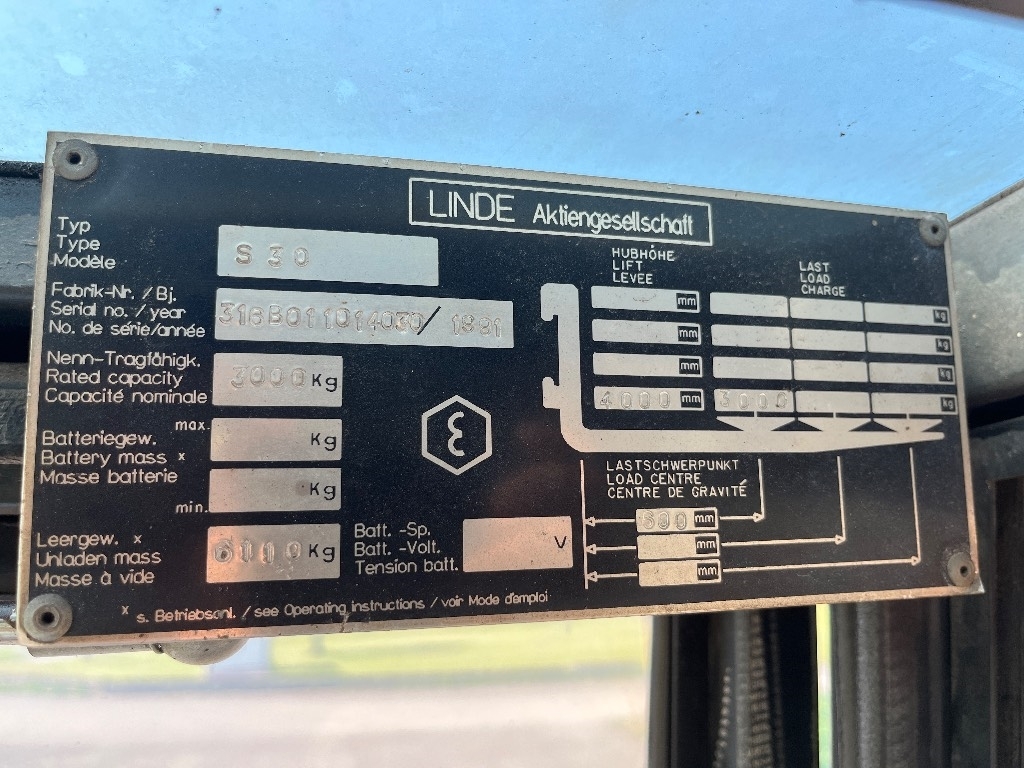 LINDE Aktiengesellschaft
Typ
Type
Modèle
S 30
Fabrik-Nr. / Bj.
Serial no. / year
No. de série/année
316B011014030/ 1981
Nenn-Tragfähigk.
Rated capacity
Capacité nominale
3000 Kg
Batteriegew.
Battery mass x
Masse batterie
max. Kg
min. Kg
Leergew. x
Unladen mass
Masse à vide
6110 Kg
Batt. -Sp.
Batt. -Volt.
Tension batt.
V
x s. Betriebsanl. / see Operating instructions / voir Mode d'emploi
HUBHÖHE
LIFT
LEVEE
LAST
LOAD
CHARGE
mm kg
mm kg
mm kg
4000 mm 3000 kg
LASTSCHWERPUNKT
LOAD CENTRE
CENTRE DE GRAVITÉ
600 mm
mm
mm